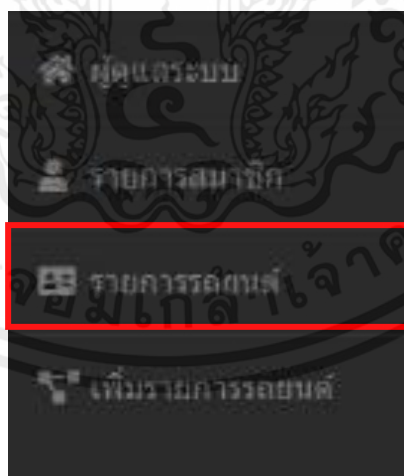 ผู้ดูแลระบบ
รายการสมาชิก
รายการรถยนต์
เพิ่มรายการรถยนต์